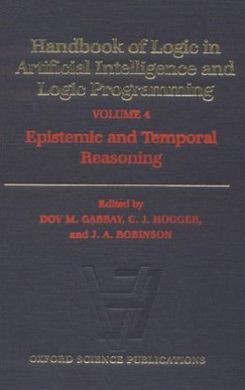 Handbook of Logic in
Artificial Intelligence and
Logic Programming
VOLUME 4
Epistemic and Temporal
Reasoning
Edited by
DOV M. GABBAY, C. J. HOGGER,
and J. A. ROBINSON
OXFORD SCIENCE PUBLICATIONS